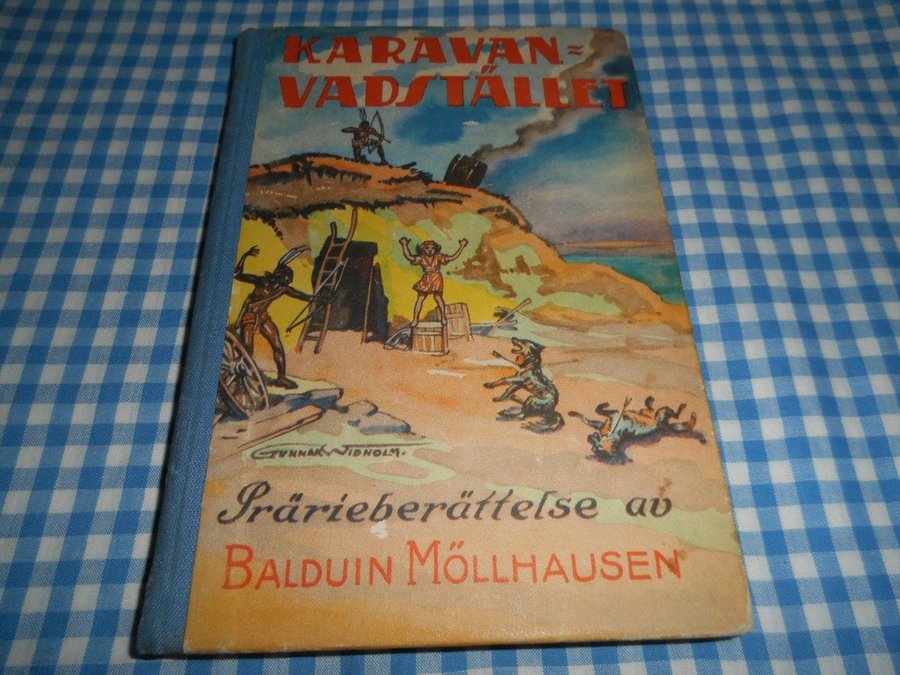 KARAVAN=
VADSTÄLLET
GUNNAR WIDHOLM.
Prärieberättelse av
BALDUIN MÖLLHAUSEN